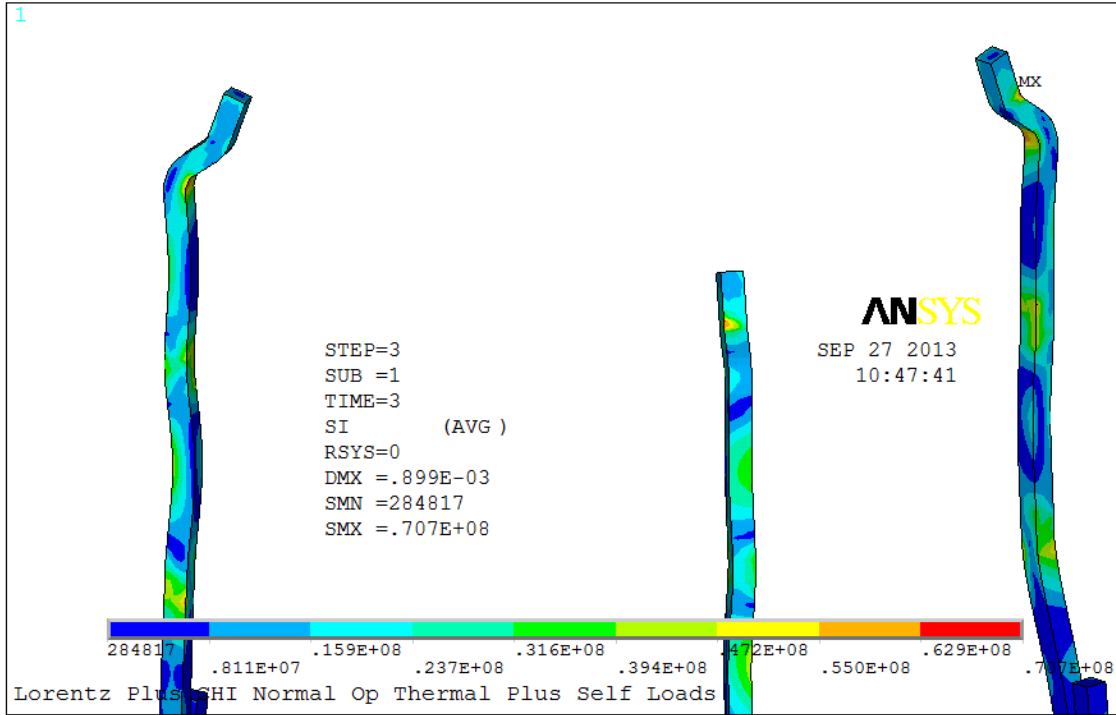 1
MX
ANSYS
STEP=3
SUB =1
TIME=3
SI (AVG )
RSYS=0
DMX =.899E-03
SMN =284817
SMX =.707E+08
SEP 27 2013
10:47:41
284817 .159E+08 .316E+08 .472E+08 .629E+08
.811E+07 .237E+08 .394E+08 .550E+08 .707E+08
Lorentz Plus CHI Normal Op Thermal Plus Self Loads